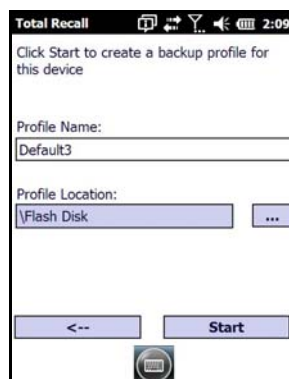 Total Recall 2:09
Click Start to create a backup profile for
this device
Profile Name:
Default3
Profile Location:
\Flash Disk
...
<-- Start